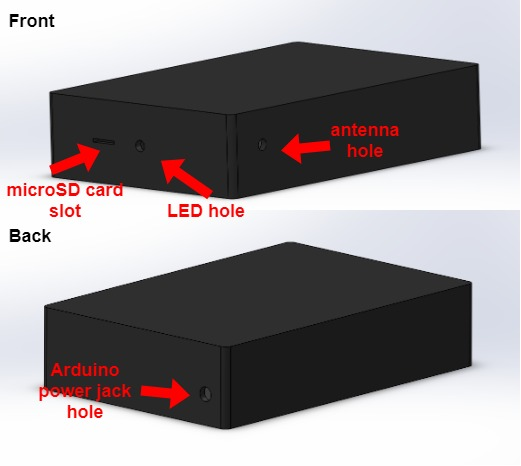 Front
antenna
hole
microSD card
slot
LED hole
Back
Arduino
power jack
hole